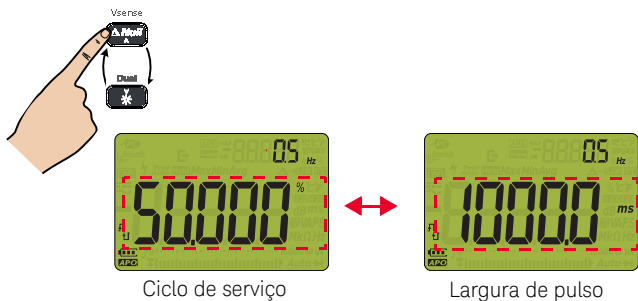 Vsense
Δ Null
Dual
0.5 Hz
50.000 %
APO
Ciclo de serviço
0.5 Hz
1000.0 ms
APO
Largura de pulso